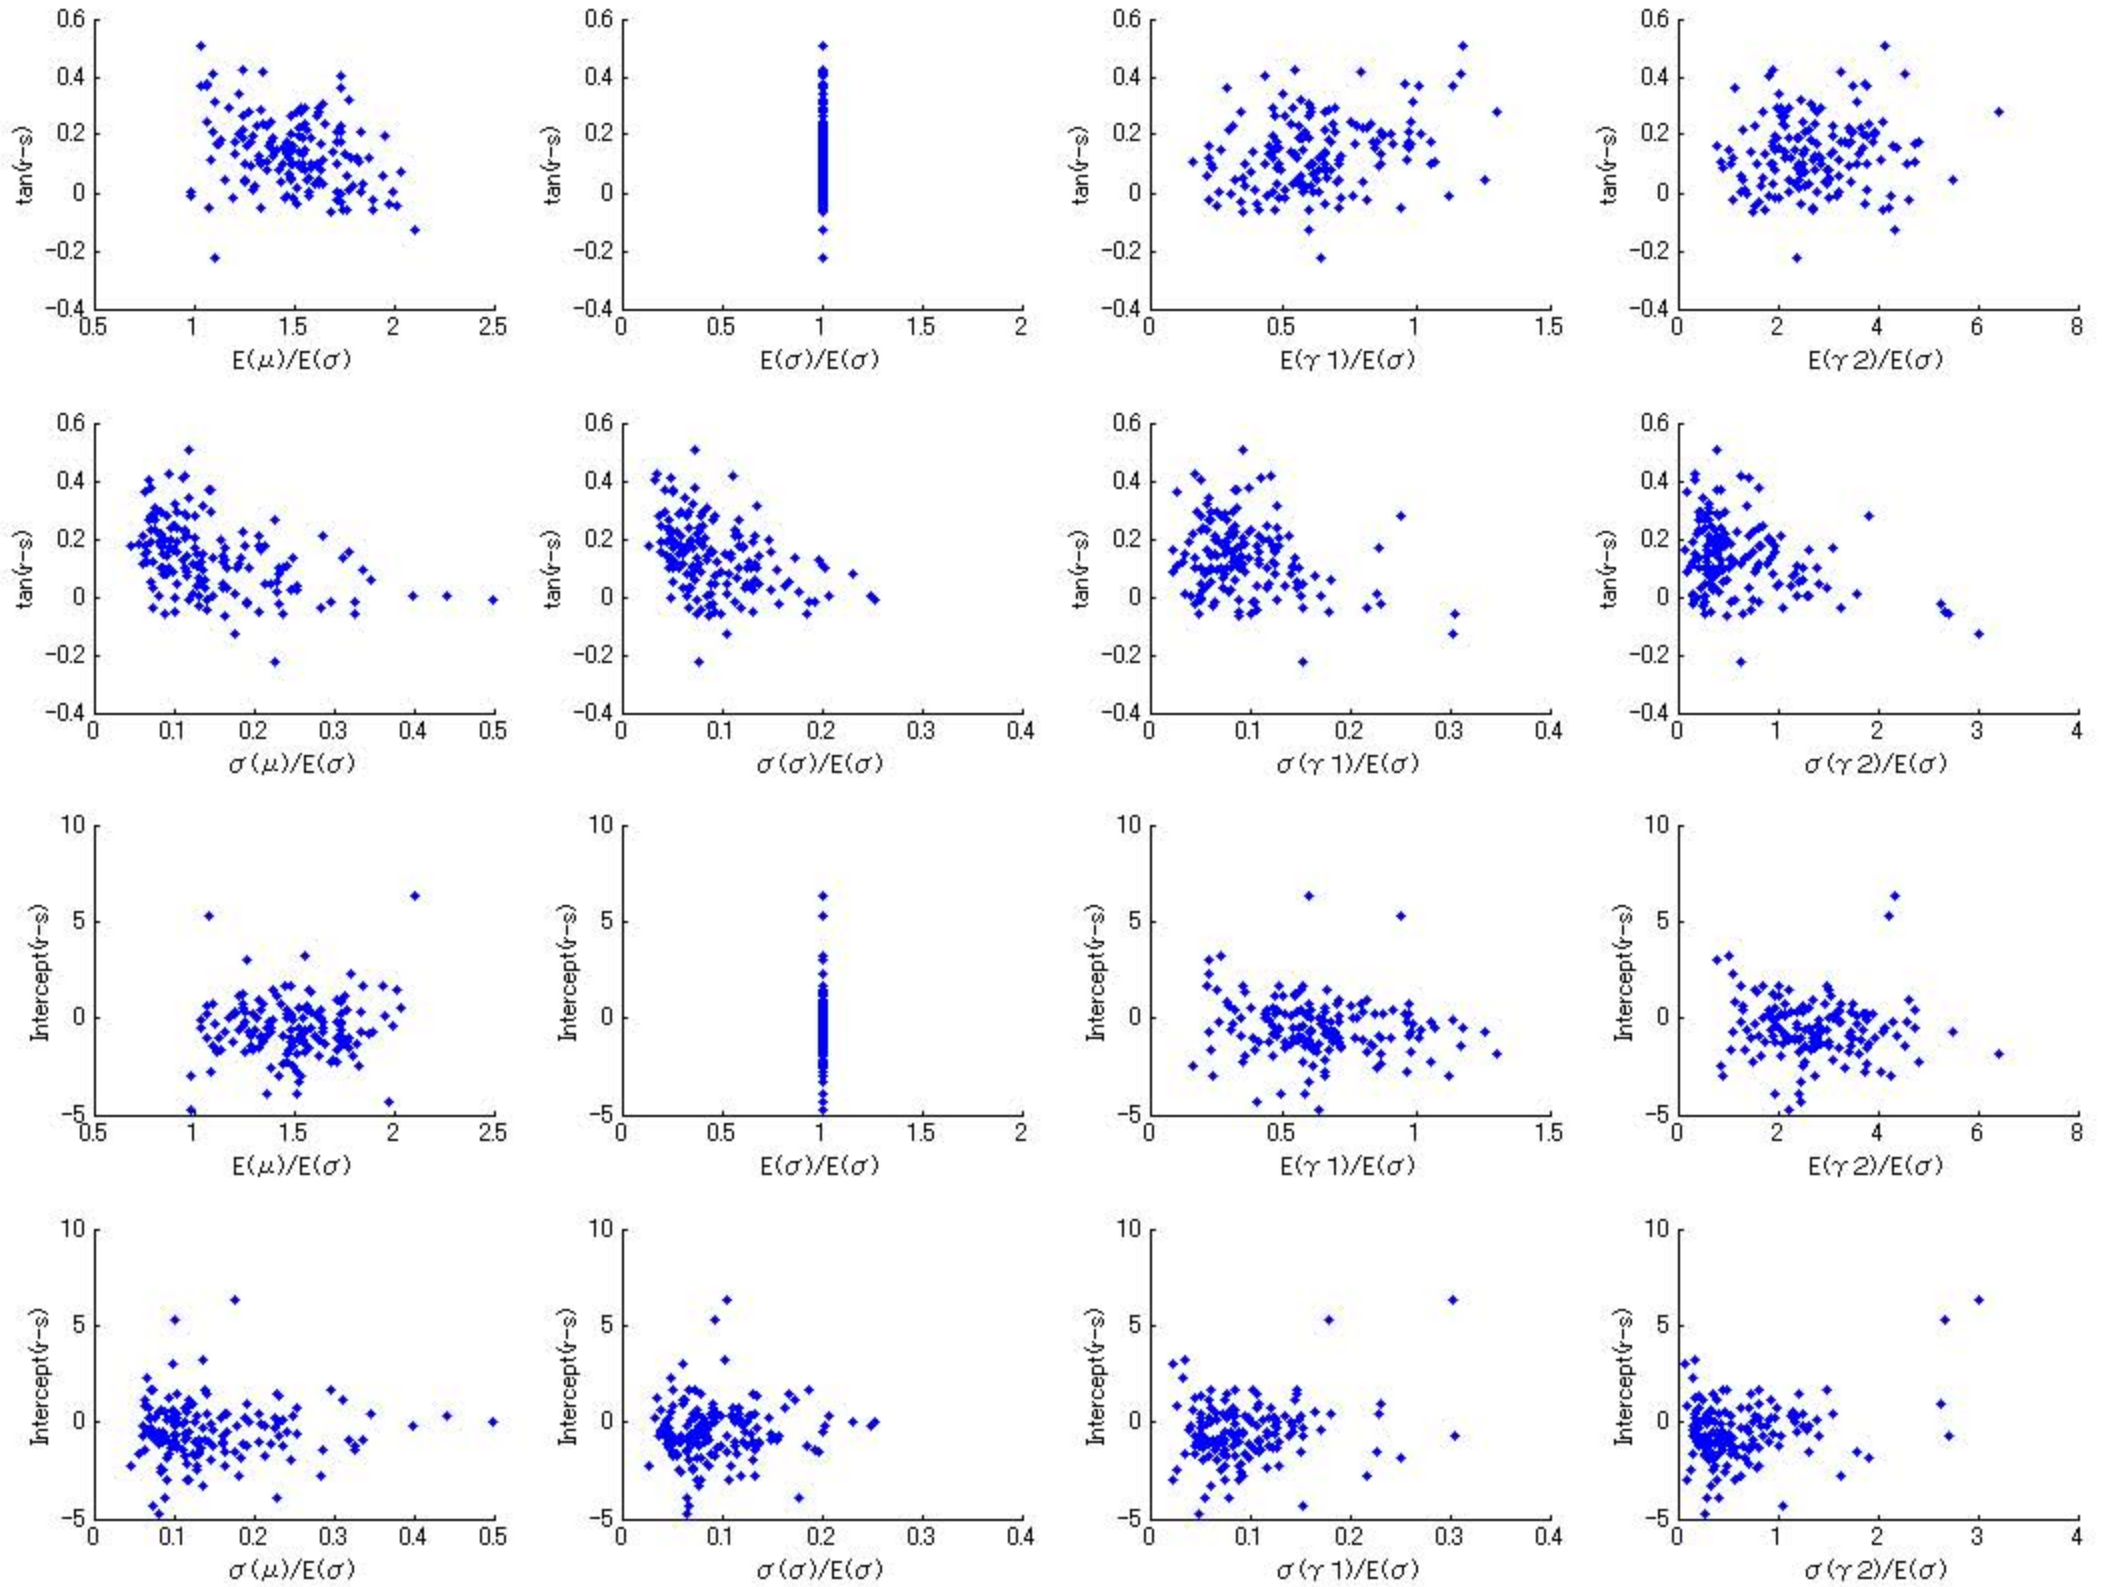 0.6 0.6 0.6 0.6
0.4 0.4 0.4 0.4
tan(r-s) 0.2 tan(r-s) 0.2 tan(r-s) 0.2 tan(r-s) 0.2
0 0 0 0
-0.2 -0.2 -0.2 -0.2
-0.4 -0.4 -0.4 -0.4
0.5 1 1.5 2 2.5 0 0.5 1 1.5 2 0 0.5 1 1.5 0 2 4 6 8
E(μ)/E(σ) E(σ)/E(σ) E(γ1)/E(σ) E(γ2)/E(σ)
0.6 0.6 0.6 0.6
0.4 0.4 0.4 0.4
tan(r-s) 0.2 tan(r-s) 0.2 tan(r-s) 0.2 tan(r-s) 0.2
0 0 0 0
-0.2 -0.2 -0.2 -0.2
-0.4 -0.4 -0.4 -0.4
0 0.1 0.2 0.3 0.4 0.5 0 0.1 0.2 0.3 0.4 0 0.1 0.2 0.3 0.4 0 1 2 3 4
σ(μ)/E(σ) σ(σ)/E(σ) σ(γ1)/E(σ) σ(γ2)/E(σ)
10 10 10 10
5 5 5 5
Intercept(r-s) 0 Intercept(r-s) 0 Intercept(r-s) 0 Intercept(r-s) 0
-5 -5 -5 -5
0.5 1 1.5 2 2.5 0 0.5 1 1.5 2 0 0.5 1 1.5 0 2 4 6 8
E(μ)/E(σ) E(σ)/E(σ) E(γ1)/E(σ) E(γ2)/E(σ)
10 10 10 10
5 5 5 5
Intercept(r-s) 0 Intercept(r-s) 0 Intercept(r-s) 0 Intercept(r-s) 0
-5 -5 -5 -5
0 0.1 0.2 0.3 0.4 0.5 0 0.1 0.2 0.3 0.4 0 0.1 0.2 0.3 0.4 0 1 2 3 4
σ(μ)/E(σ) σ(σ)/E(σ) σ(γ1)/E(σ) σ(γ2)/E(σ)